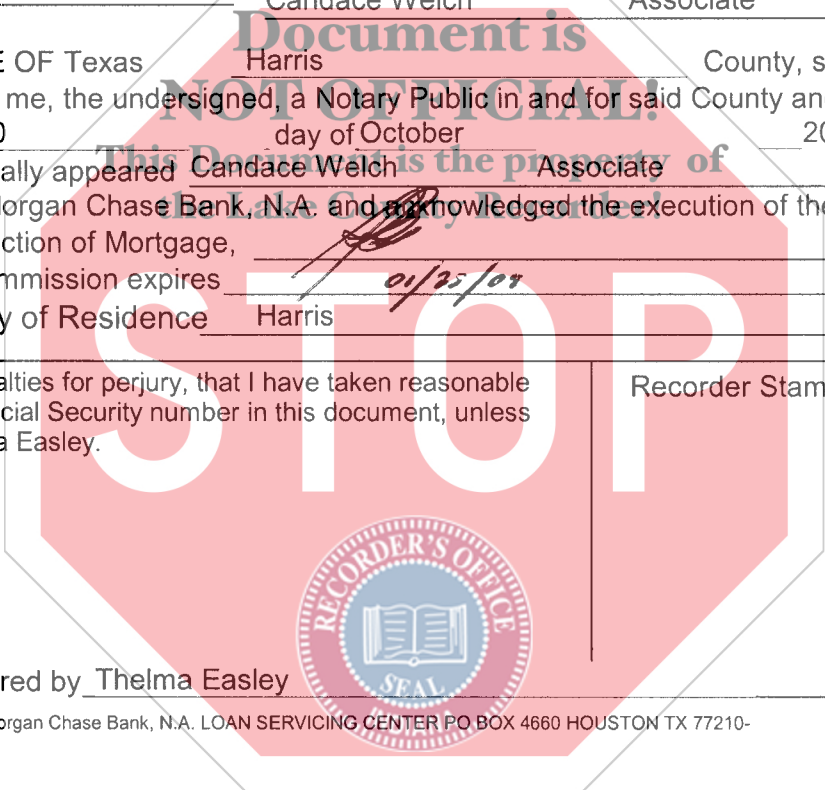 Candace Welch Associate
Document is
E OF Texas Harris County, s
NOT OFFICIAL!
me, the undersigned, a Notary Public in and for said County an
0 day of October 20
This Document is the property of
ally appeared Candace Welch Associate
the Lake County Recorder!
organ Chase Bank, N.A. and acknowledged the execution of the
ction of Mortgage,
mmission expires 01/25/09
y of Residence Harris
STOP
alties for perjury, that I have taken reasonable
cial Security number in this document, unless
a Easley.
Recorder Stam
RECORDER'S OFFICE
SEAL
INDIANA
red by Thelma Easley
organ Chase Bank, N.A. LOAN SERVICING CENTER PO BOX 4660 HOUSTON TX 77210-